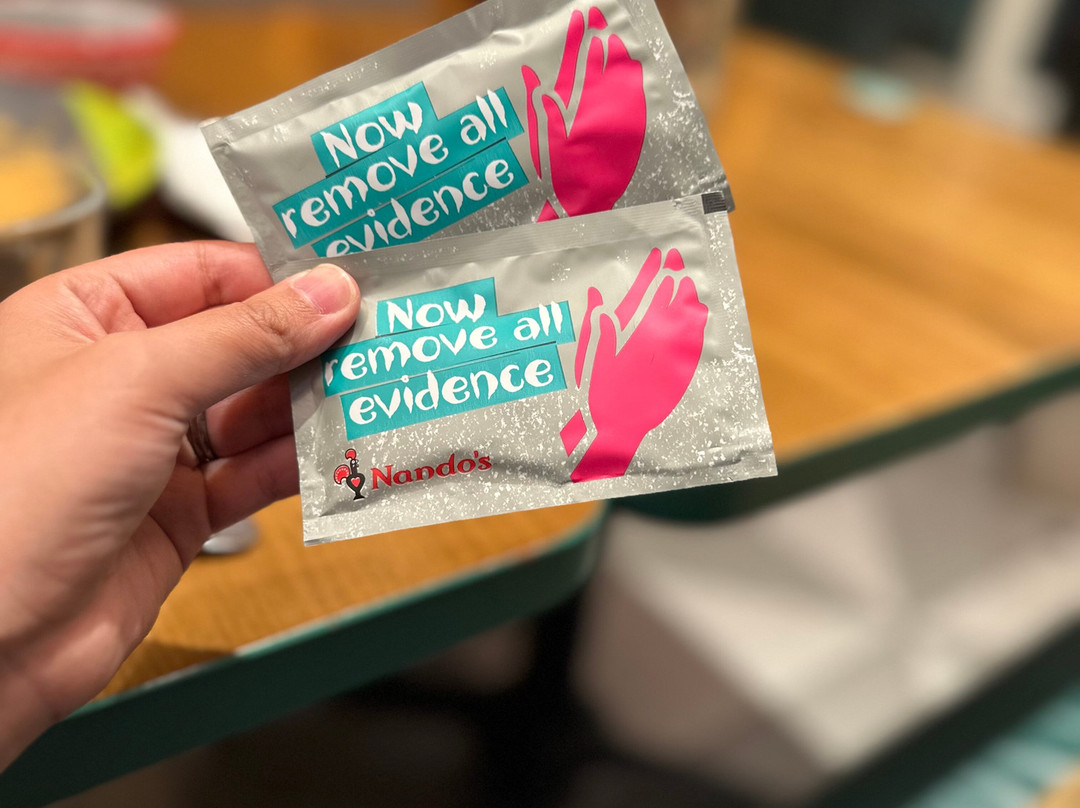 Now
remove all
evidence
Now
remove all
evidence
Nando's